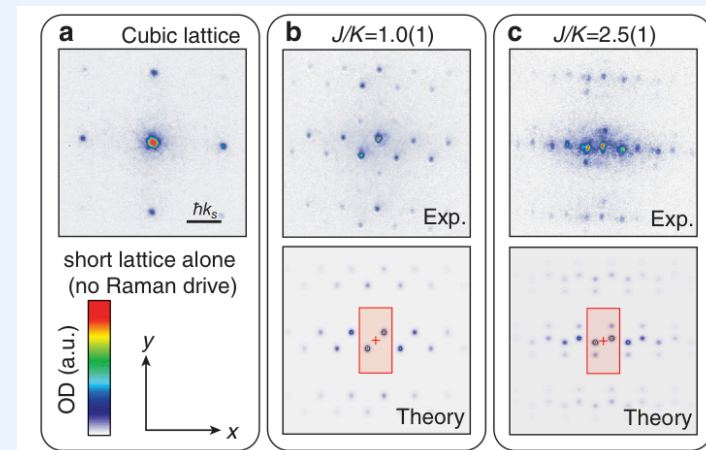 a Cubic lattice
ħk_s
short lattice alone
(no Raman drive)
OD (a.u.)
y
x
b J/K=1.0(1)
Exp.
Theory
c J/K=2.5(1)
Exp.
Theory